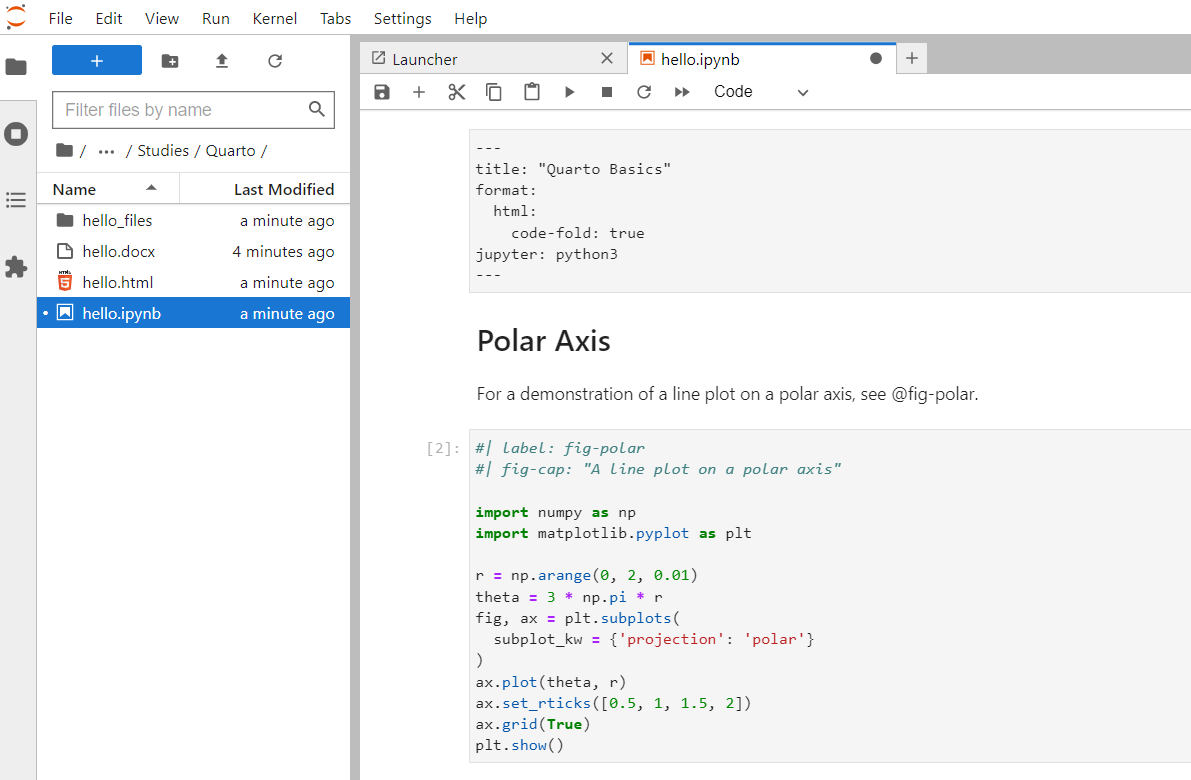 File Edit View Run Kernel Tabs Settings Help
Filter files by name
/ ... / Studies / Quarto /
Name Last Modified
hello_files a minute ago
hello.docx 4 minutes ago
HTML 5 hello.html a minute ago
hello.ipynb a minute ago
Launcher hello.ipynb
Code
---
title: "Quarto Basics"
format:
  html:
    code-fold: true
jupyter: python3
---
Polar Axis
For a demonstration of a line plot on a polar axis, see @fig-polar.
[2]: #| label: fig-polar
#| fig-cap: "A line plot on a polar axis"
import numpy as np
import matplotlib.pyplot as plt
r = np.arange(0, 2, 0.01)
theta = 3 * np.pi * r
fig, ax = plt.subplots(
  subplot_kw = {'projection': 'polar'}
)
ax.plot(theta, r)
ax.set_rticks([0.5, 1, 1.5, 2])
ax.grid(True)
plt.show()